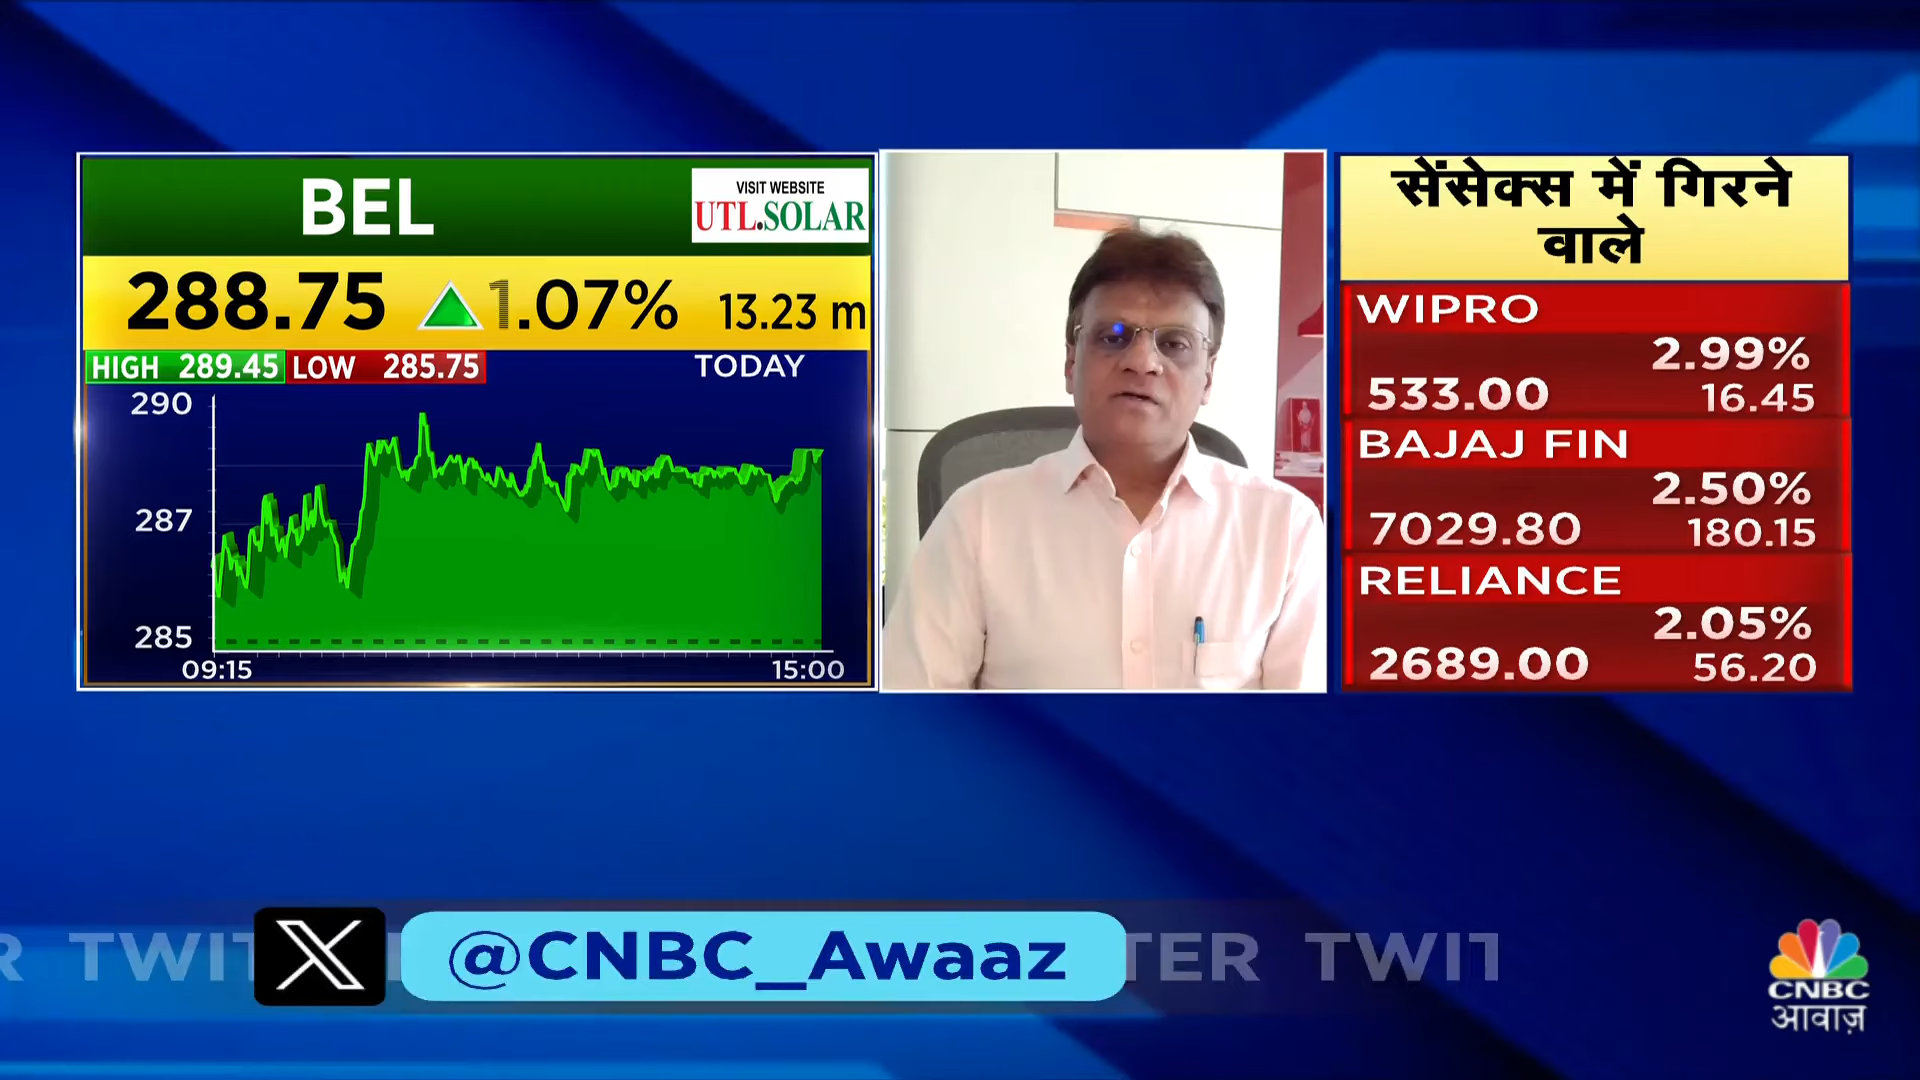 BEL
VISIT WEBSITE
UTL.SOLAR
288.75 1.07% 13.23 m
HIGH 289.45 LOW 285.75 TODAY
290
287
285
09:15 15:00
सेंसेक्स में गिरने
वाले
WIPRO
2.99%
533.00 16.45
BAJAJ FIN
2.50%
7029.80 180.15
RELIANCE
2.05%
2689.00 56.20
R TWIT X @CNBC_Awaaz TER TWIT
CNBC
आवाज़